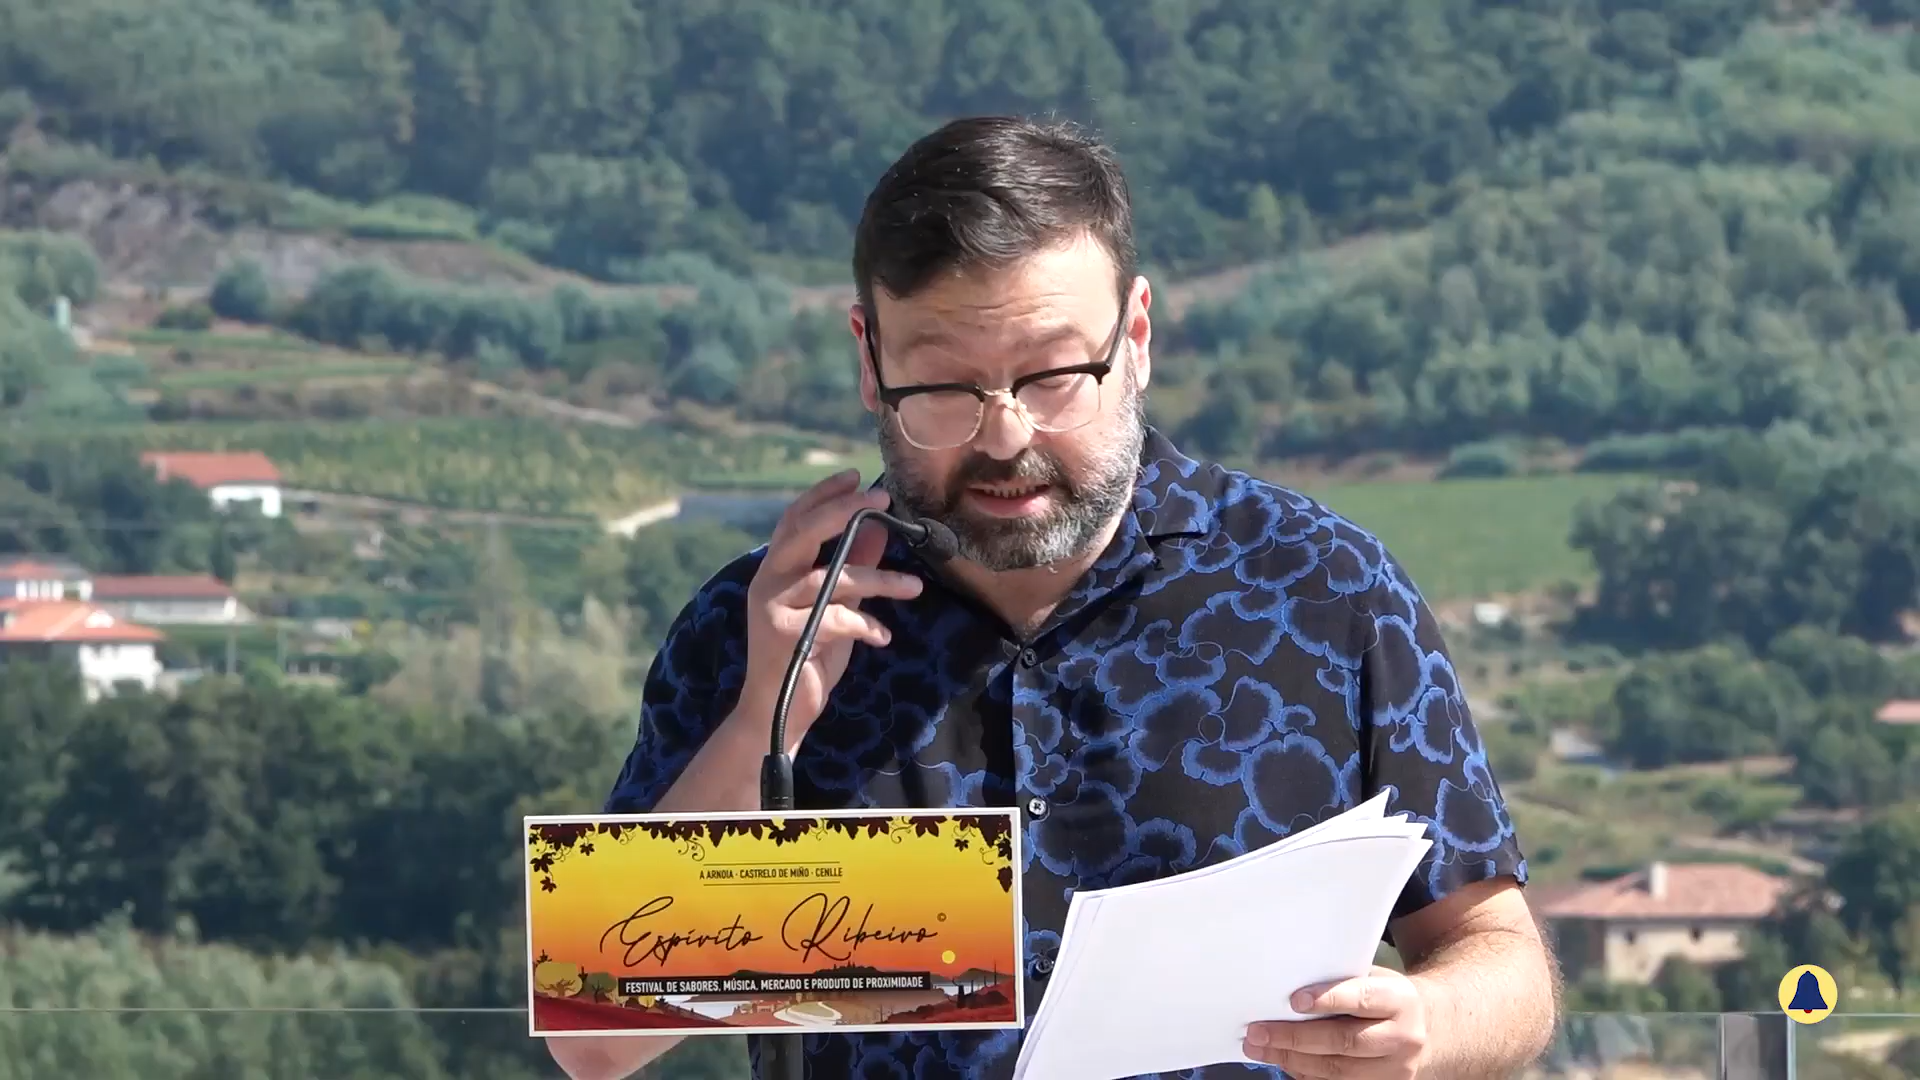 A ARNOIA · CASTRELO DE MIÑO · CENLLE
Espírito Ribeiro ©
FESTIVAL DE SABORES, MÚSICA, MERCADO E PRODUTO DE PROXIMIDADE